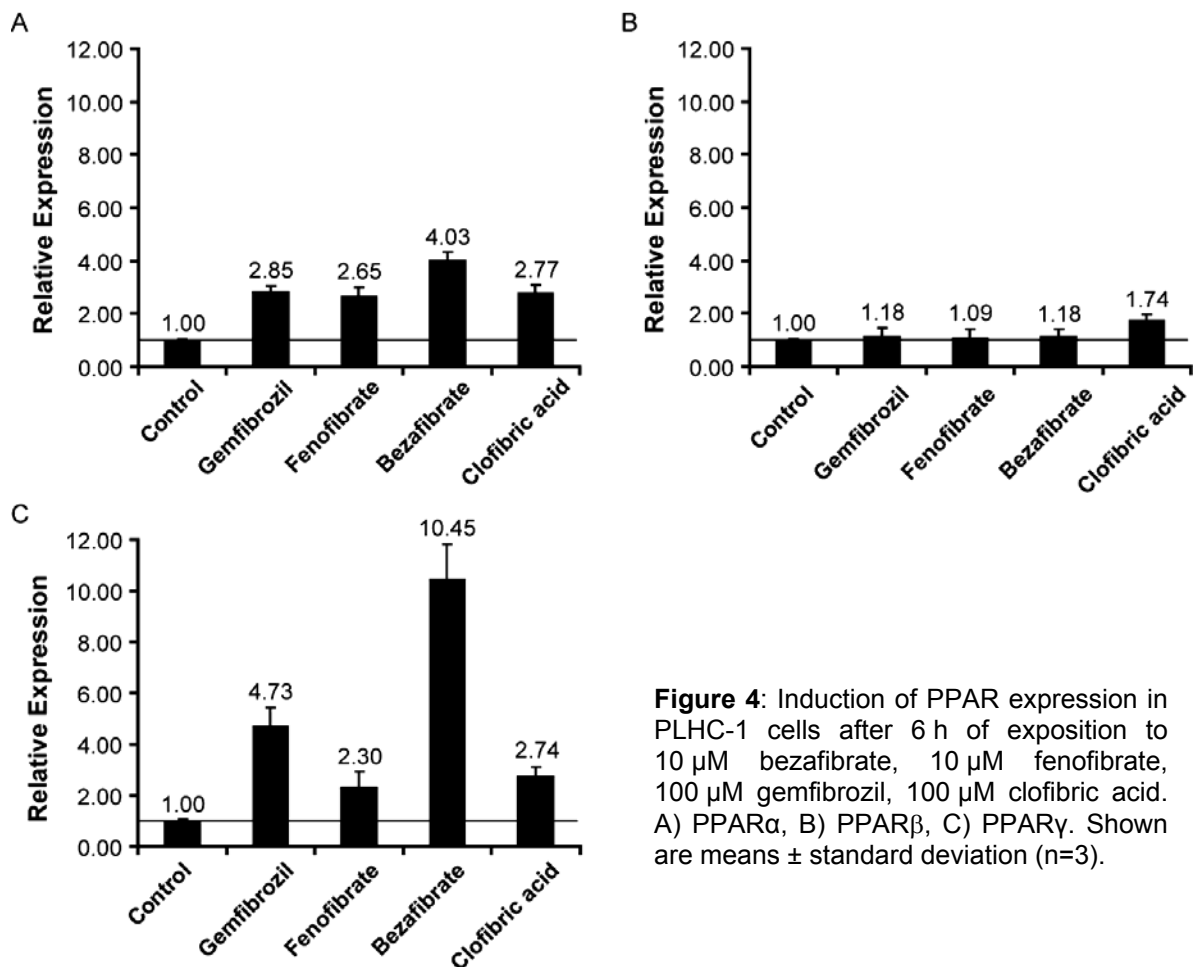 A
12.00
10.00
8.00
6.00
4.00
2.00
0.00
Relative Expression
1.00
2.85
2.65
4.03
2.77
Control
Gemfibrozil
Fenofibrate
Bezafibrate
Clofibric acid
B
12.00
10.00
8.00
6.00
4.00
2.00
0.00
Relative Expression
1.00
1.18
1.09
1.18
1.74
Control
Gemfibrozil
Fenofibrate
Bezafibrate
Clofibric acid
C
12.00
10.00
8.00
6.00
4.00
2.00
0.00
Relative Expression
1.00
4.73
2.30
10.45
2.74
Control
Gemfibrozil
Fenofibrate
Bezafibrate
Clofibric acid
Figure 4: Induction of PPAR expression in
PLHC-1 cells after 6 h of exposition to
10 µM bezafibrate, 10 µM fenofibrate,
100 µM gemfibrozil, 100 µM clofibric acid.
A) PPARα, B) PPARβ, C) PPARγ. Shown
are means ± standard deviation (n=3).